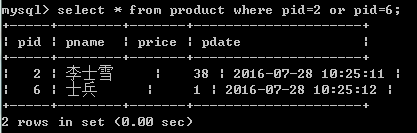 mysql> select * from product where pid=2 or pid=6;
+-----+--------+-------+---------------------+
| pid | pname | price | pdate |
+-----+--------+-------+---------------------+
| 2 | 李士雪 | 38 | 2016-07-28 10:25:11 |
| 6 | 士兵 | 1 | 2016-07-28 10:25:12 |
+-----+--------+-------+---------------------+
2 rows in set (0.00 sec)